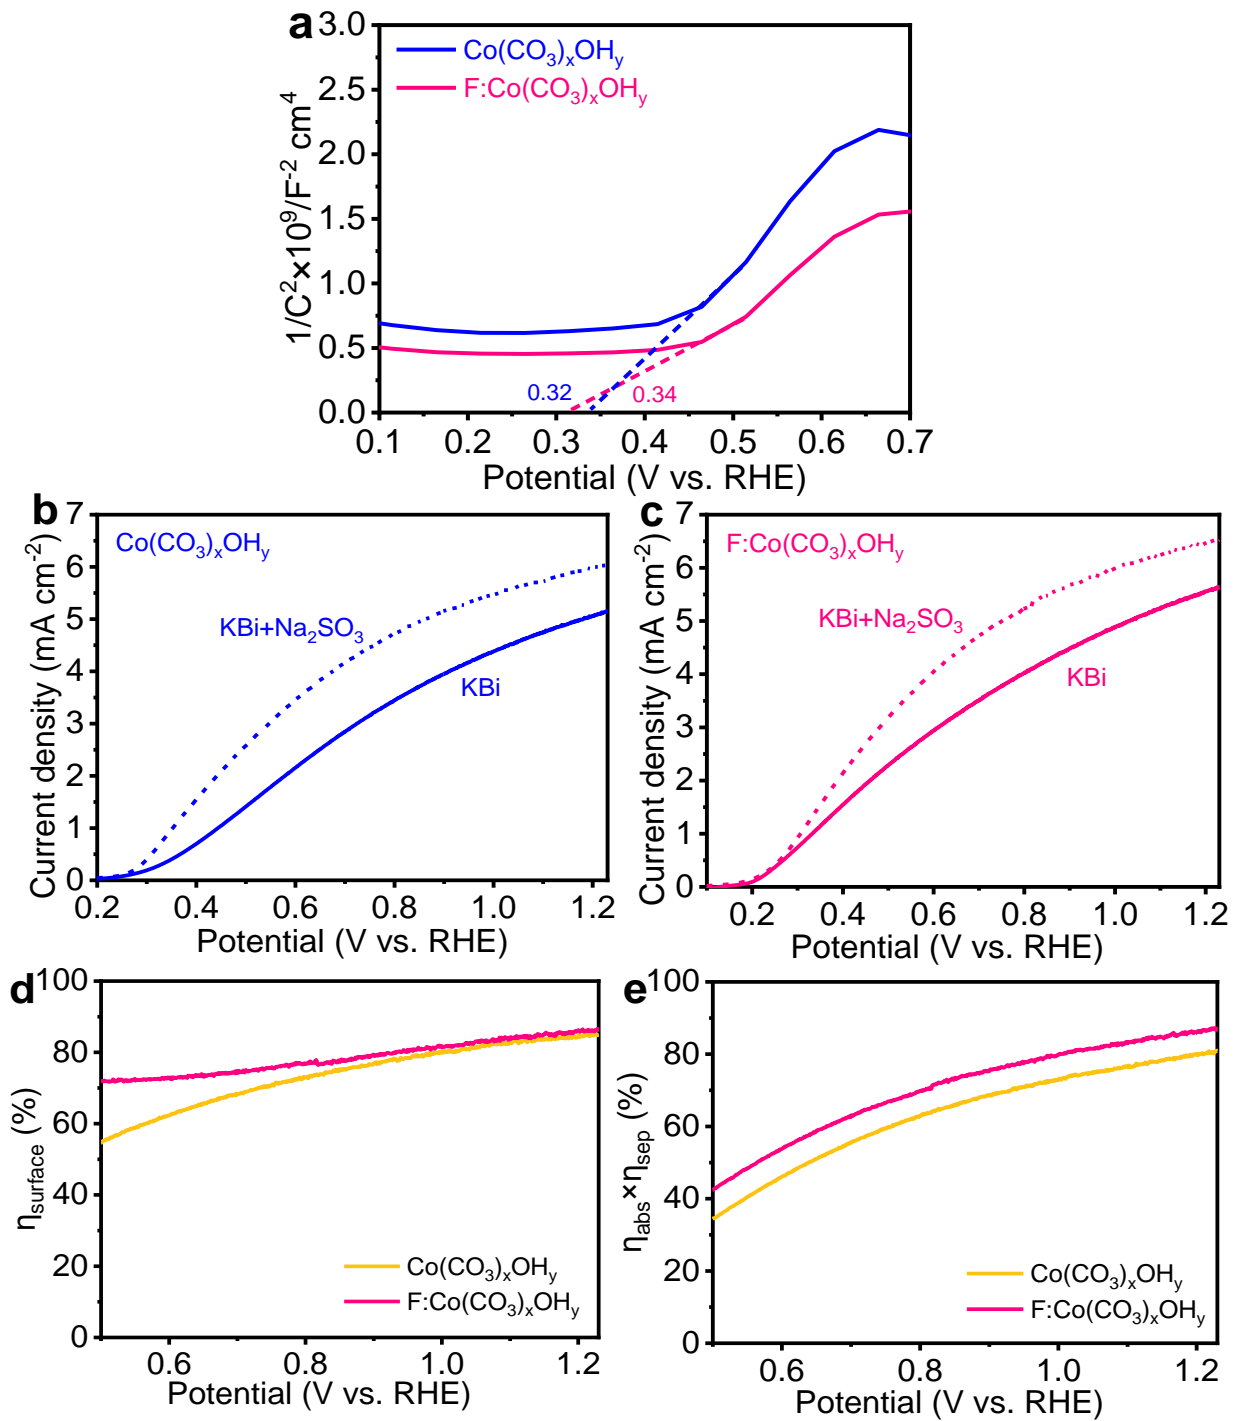 a
Co(CO₃)ₓOHᵧ
F:Co(CO₃)ₓOHᵧ
1/C²×10⁹/F⁻² cm⁴
3.0
2.5
2.0
1.5
1.0
0.5
0.0
0.32
0.34
0.1 0.2 0.3 0.4 0.5 0.6 0.7
Potential (V vs. RHE)
b
Co(CO₃)ₓOHᵧ
KBi+Na₂SO₃
KBi
Current density (mA cm⁻²)
7
6
5
4
3
2
1
0
0.2 0.4 0.6 0.8 1.0 1.2
Potential (V vs. RHE)
c
F:Co(CO₃)ₓOHᵧ
KBi+Na₂SO₃
KBi
Current density (mA cm⁻²)
7
6
5
4
3
2
1
0
0.2 0.4 0.6 0.8 1.0 1.2
Potential (V vs. RHE)
d
ηsurface (%)
100
80
60
40
20
0
Co(CO₃)ₓOHᵧ
F:Co(CO₃)ₓOHᵧ
0.6 0.8 1.0 1.2
Potential (V vs. RHE)
e
ηabs×ηsep (%)
100
80
60
40
20
0
Co(CO₃)ₓOHᵧ
F:Co(CO₃)ₓOHᵧ
0.6 0.8 1.0 1.2
Potential (V vs. RHE)